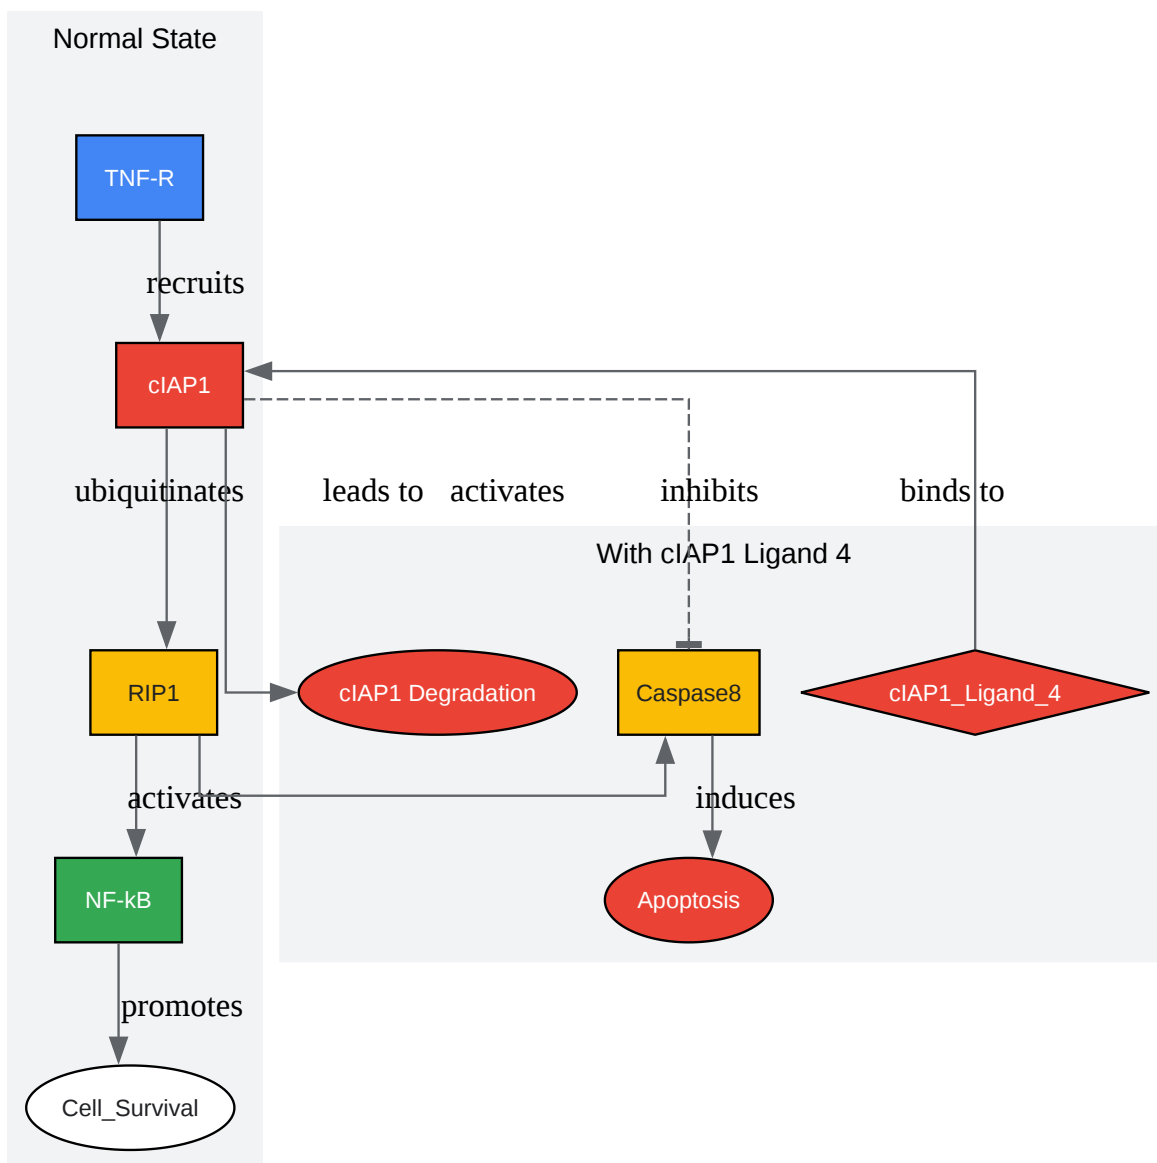 Normal State
TNF-R
recruits
cIAP1
ubiquitinates
leads to
activates
inhibits
binds to
With cIAP1 Ligand 4
RIP1
cIAP1 Degradation
Caspase8
cIAP1_Ligand_4
activates
induces
NF-kB
Apoptosis
promotes
Cell_Survival